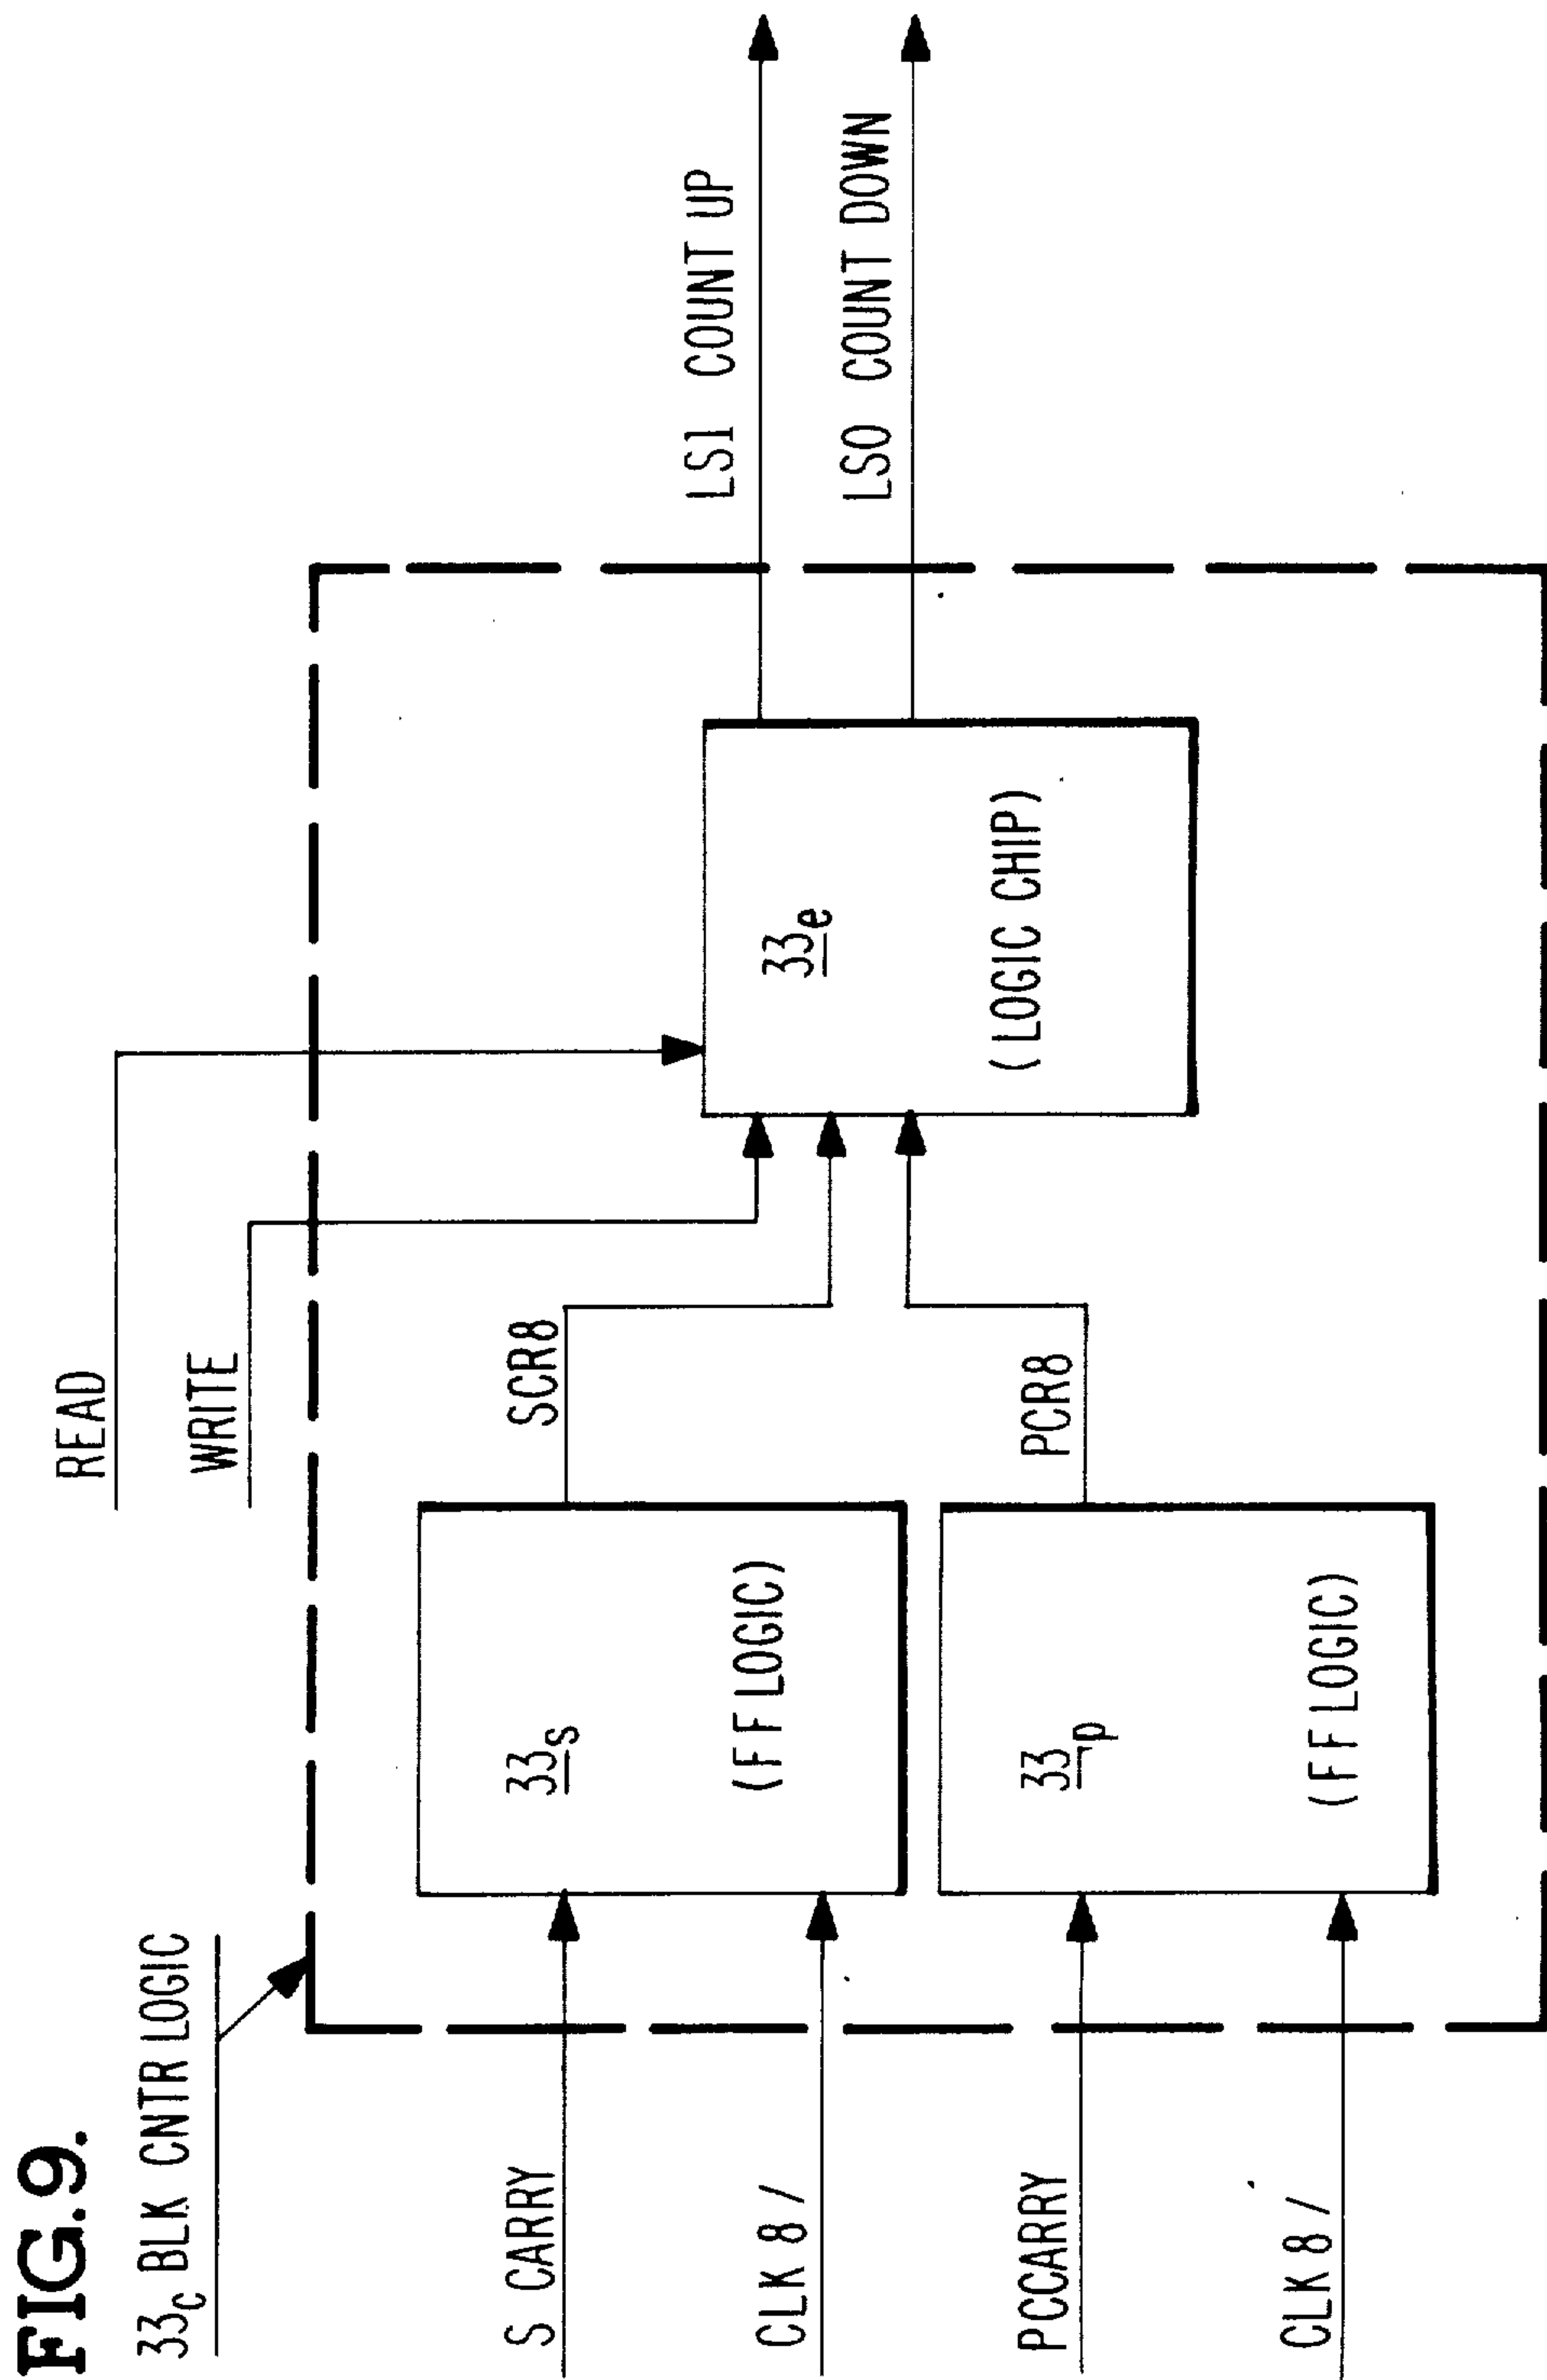 FIG.9.
33c BLK CNTR LOGIC
READ
WRITE
S CARRY
CLK 8 /
PCCARRY
CLK 8 /
33s
(FF LOGIC)
33p
(FF LOGIC)
SCR8
PCR8
33e
(LOGIC CHIP)
LS1 COUNT UP
LS0 COUNT DOWN